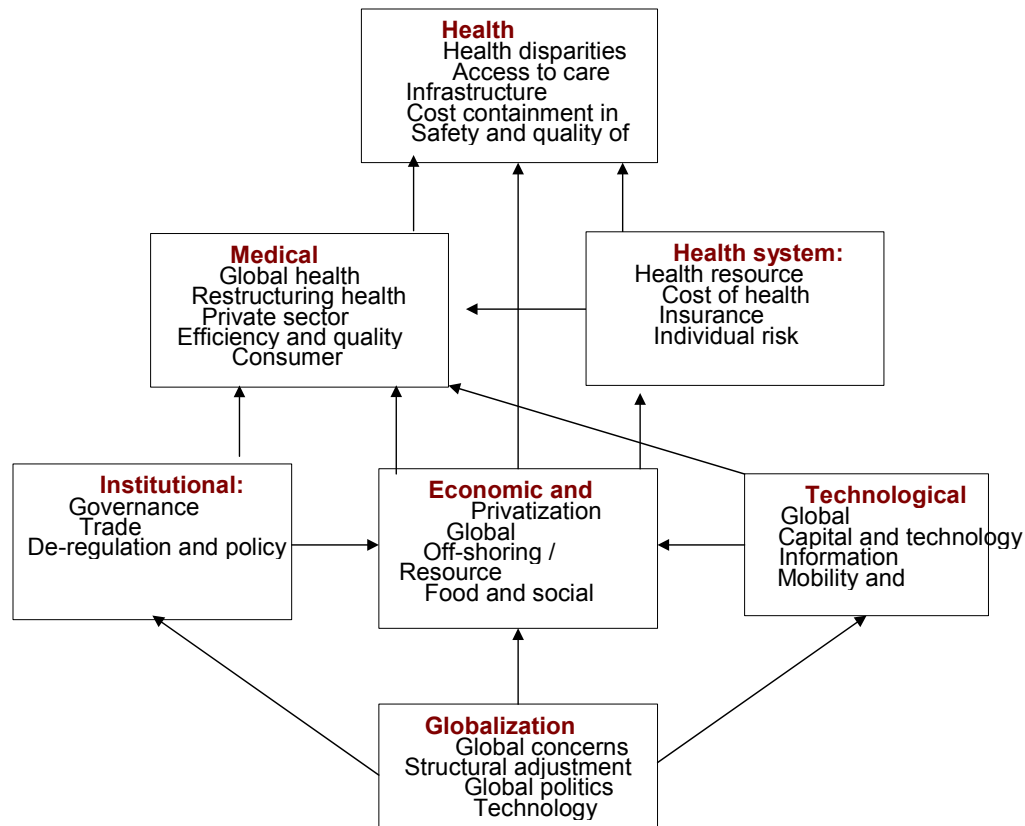 Health
Health disparities
Access to care
Infrastructure
Cost containment in
Safety and quality of
Medical
Global health
Restructuring health
Private sector
Efficiency and quality
Consumer
Health system:
Health resource
Cost of health
Insurance
Individual risk
Institutional:
Governance
Trade
De-regulation and policy
Economic and
Privatization
Global
Off-shoring /
Resource
Food and social
Technological
Global
Capital and technology
Information
Mobility and
Globalization
Global concerns
Structural adjustment
Global politics
Technology